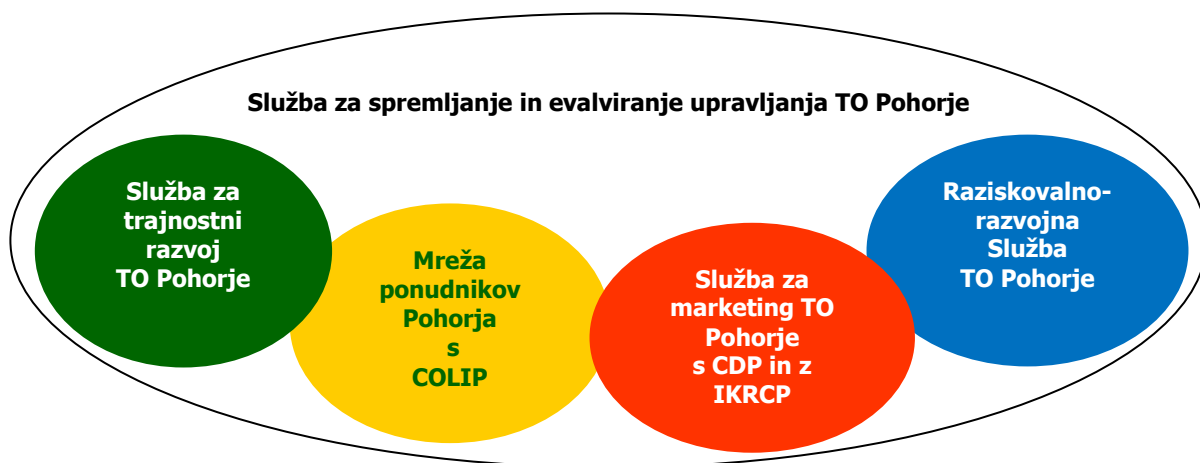 Služba za spremljanje in evalviranje upravljanja TO Pohorje
Služba za
trajnostni
razvoj
TO Pohorje
Mreža
ponudnikov
Pohorja
s
COLIP
Služba za
marketing TO
Pohorje
s CDP in z
IKRCP
Raziskovalno-
razvojna
Služba
TO Pohorje